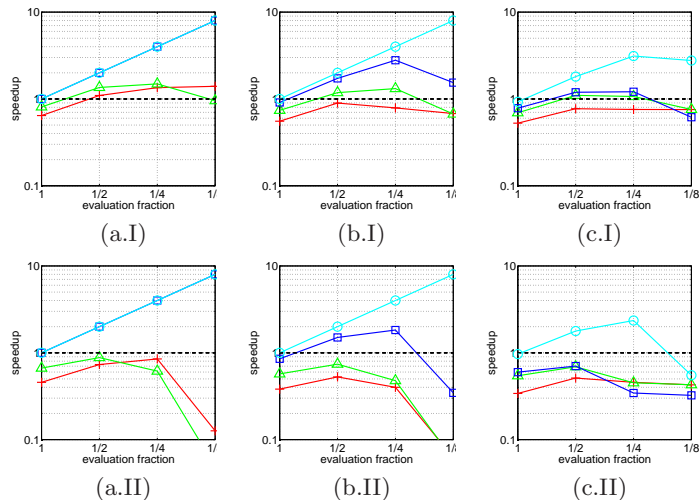 10
1
0.1
speedup
1 1/2 1/4 1/
evaluation fraction
(a.I)
10
1
0.1
speedup
1 1/2 1/4 1/8
evaluation fraction
(b.I)
10
1
0.1
speedup
1 1/2 1/4 1/8
evaluation fraction
(c.I)
10
1
0.1
speedup
1 1/2 1/4 1/
evaluation fraction
(a.II)
10
1
0.1
speedup
1 1/2 1/4 1/8
evaluation fraction
(b.II)
10
1
0.1
speedup
1 1/2 1/4 1/8
evaluation fraction
(c.II)